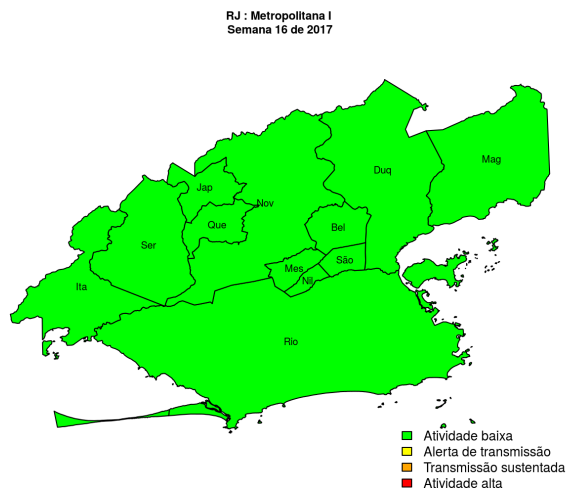 RJ : Metropolitana I
Semana 16 de 2017
Mag
Duq
Jap
Nov
Que
Bel
Ser
São
Mes
Nil
Ita
Rio
Atividade baixa
Alerta de transmissão
Transmissão sustentada
Atividade alta